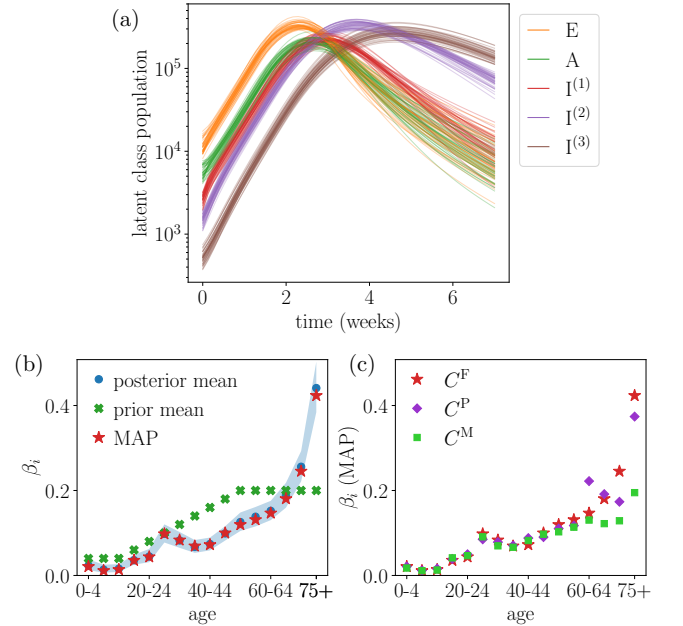 (a)
latent class population
10^5
10^4
10^3
0 2 4 6
time (weeks)
E
A
I^(1)
I^(2)
I^(3)
(b)
β_i
0.4
0.2
0.0
posterior mean
prior mean
MAP
0-4 20-24 40-44 60-64 75+
age
(c)
β_i (MAP)
0.4
0.2
0.0
C^F
C^P
C^M
0-4 20-24 40-44 60-64 75+
age